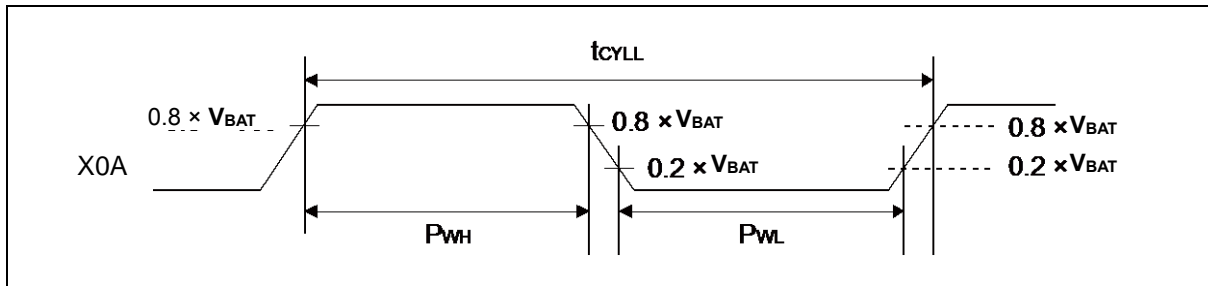 tCYLL
0.8 × VBAT
0.8 × VBAT
0.8 × VBAT
X0A
0.2 × VBAT
0.2 × VBAT
PWH
PWL